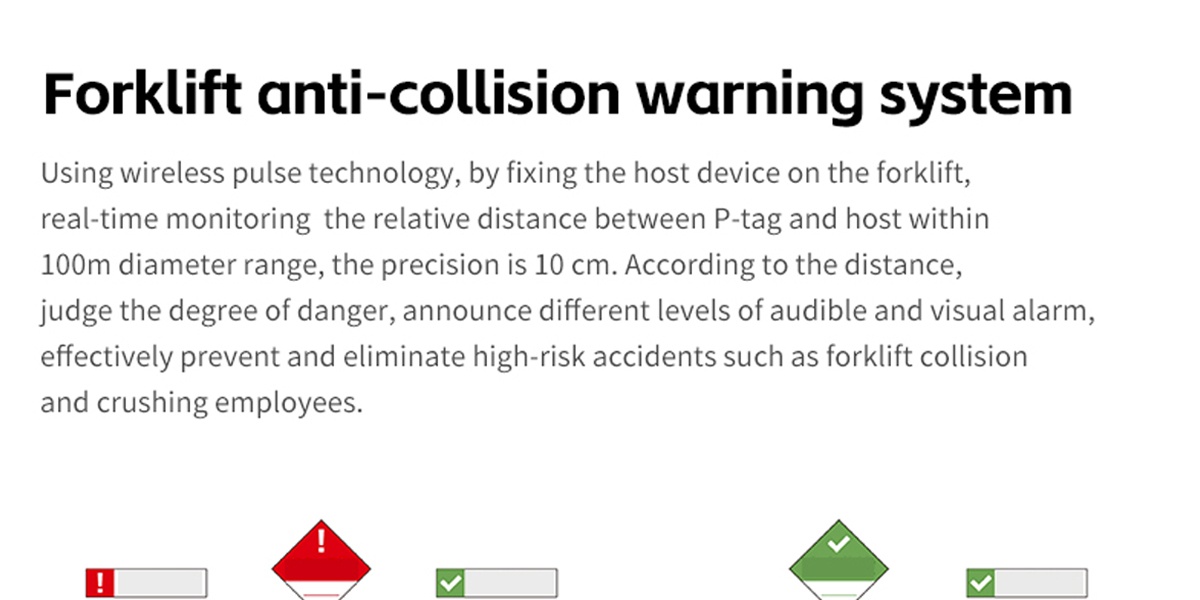 Forklift anti-collision warning system
Using wireless pulse technology, by fixing the host device on the forklift,
real-time monitoring  the relative distance between P-tag and host within
100m diameter range, the precision is 10 cm. According to the distance,
judge the degree of danger, announce different levels of audible and visual alarm,
effectively prevent and eliminate high-risk accidents such as forklift collision
and crushing employees.
!
!